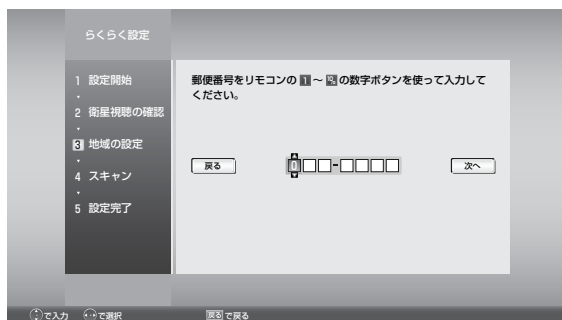 らくらく設定
1 設定開始
2 衛星視聴の確認
3 地域の設定
4 スキャン
5 設定完了
郵便番号をリモコンの 1 ~ 10 の数字ボタンを使って入力して
ください。
戻る
-
次へ
で入力 で選択 戻る で戻る